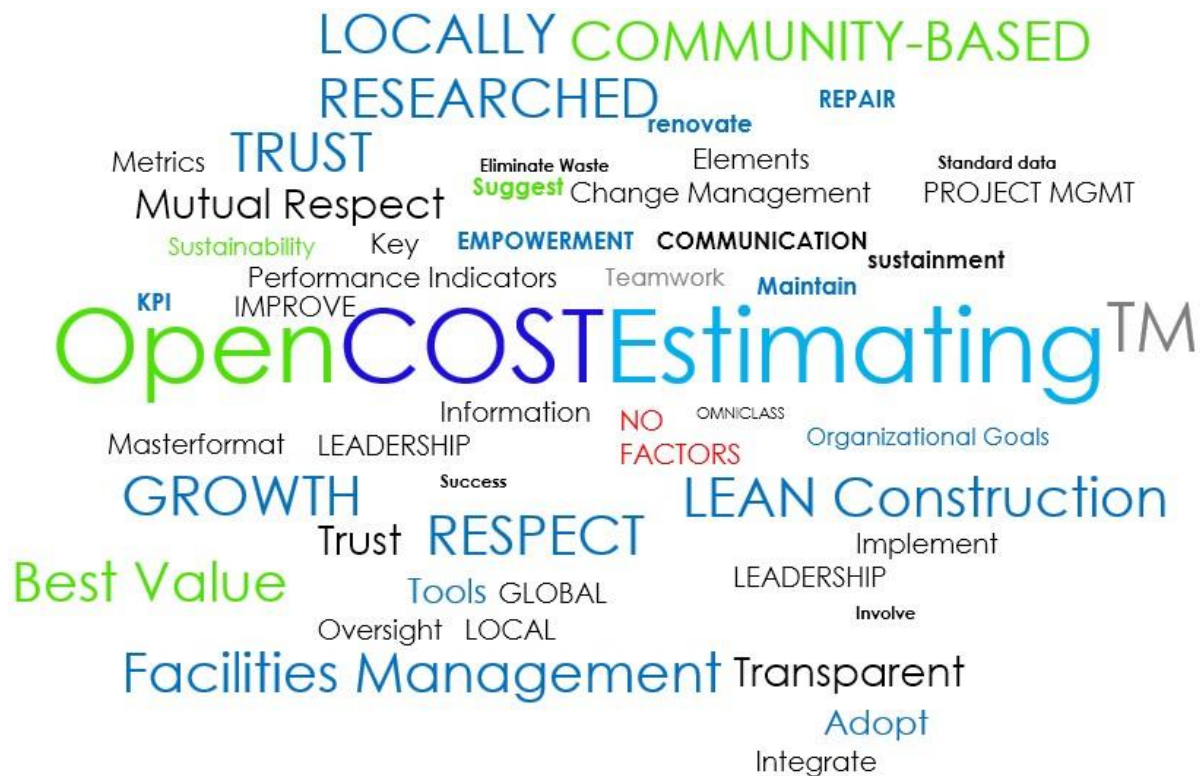 LOCALLY COMMUNITY-BASED
RESEARCHED REPAIR
renovate
Metrics TRUST Eliminate Waste Elements Standard data
Mutual Respect Suggest Change Management PROJECT MGMT
Sustainability Key EMPOWERMENT COMMUNICATION
sustainment
Performance Indicators Teamwork Maintain
KPI IMPROVE
OpenCOSTEstimating™
Information NO OMNICLASS
Masterformat LEADERSHIP FACTORS Organizational Goals
GROWTH Success LEAN Construction
Trust RESPECT Implement
Best Value Tools GLOBAL LEADERSHIP
Involve
Oversight LOCAL
Facilities Management Transparent
Adopt
Integrate